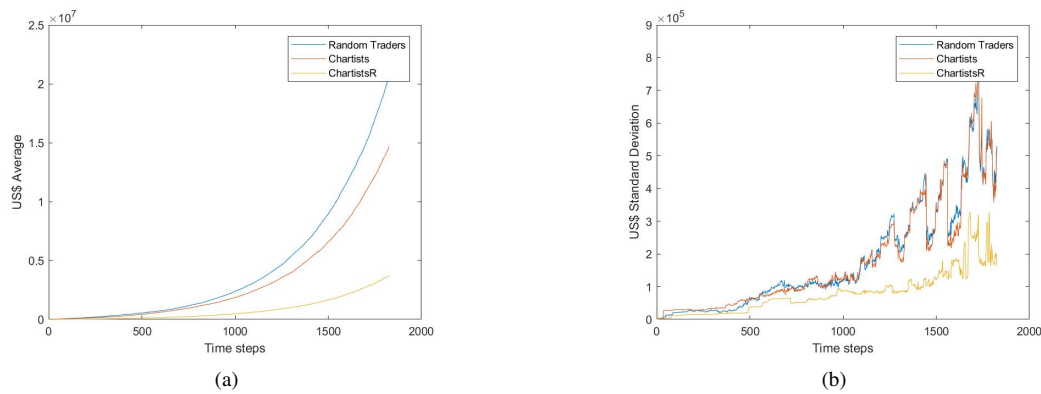 ×10^7
2.5
2
1.5
1
0.5
0
US$ Average
0 500 1000 1500 2000
Time steps
Random Traders
Chartists
ChartistsR
(a)
×10^5
9
8
7
6
5
4
3
2
1
0
US$ Standard Deviation
0 500 1000 1500 2000
Time steps
Random Traders
Chartists
ChartistsR
(b)